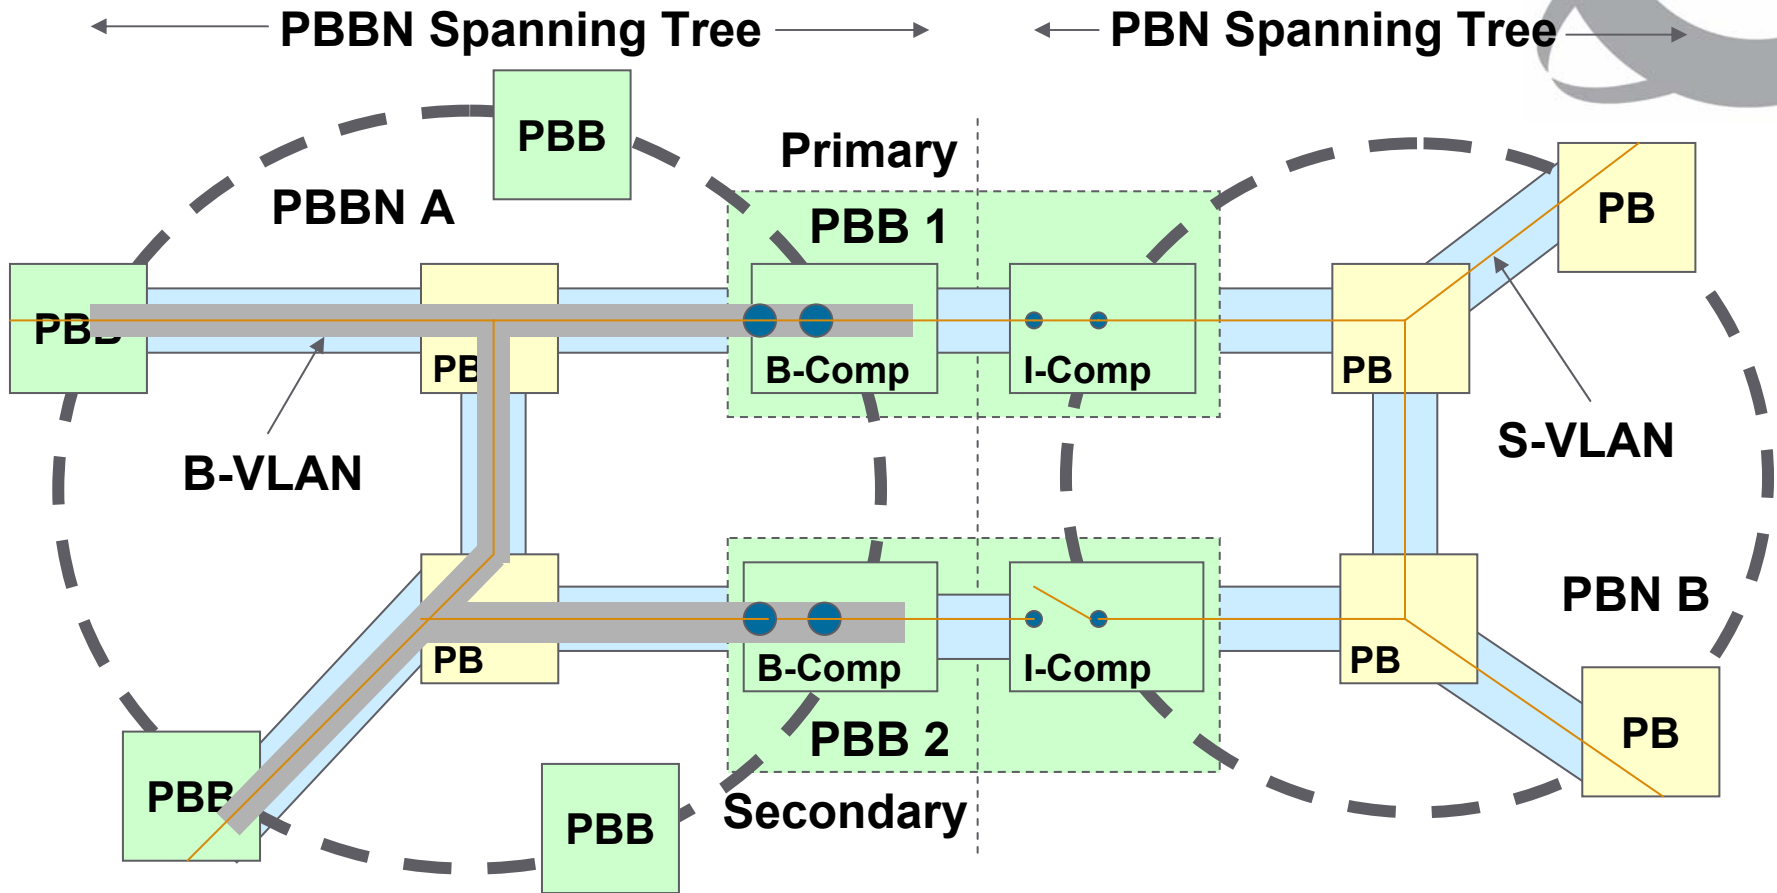 PBBN Spanning Tree
PBN Spanning Tree
PBB
Primary
PBBN A
PBB 1
PB
PBB
PB
B-Comp
I-Comp
PB
B-VLAN
S-VLAN
PBN B
PB
B-Comp
I-Comp
PB
PBB 2
PB
PBB
Secondary
PBB